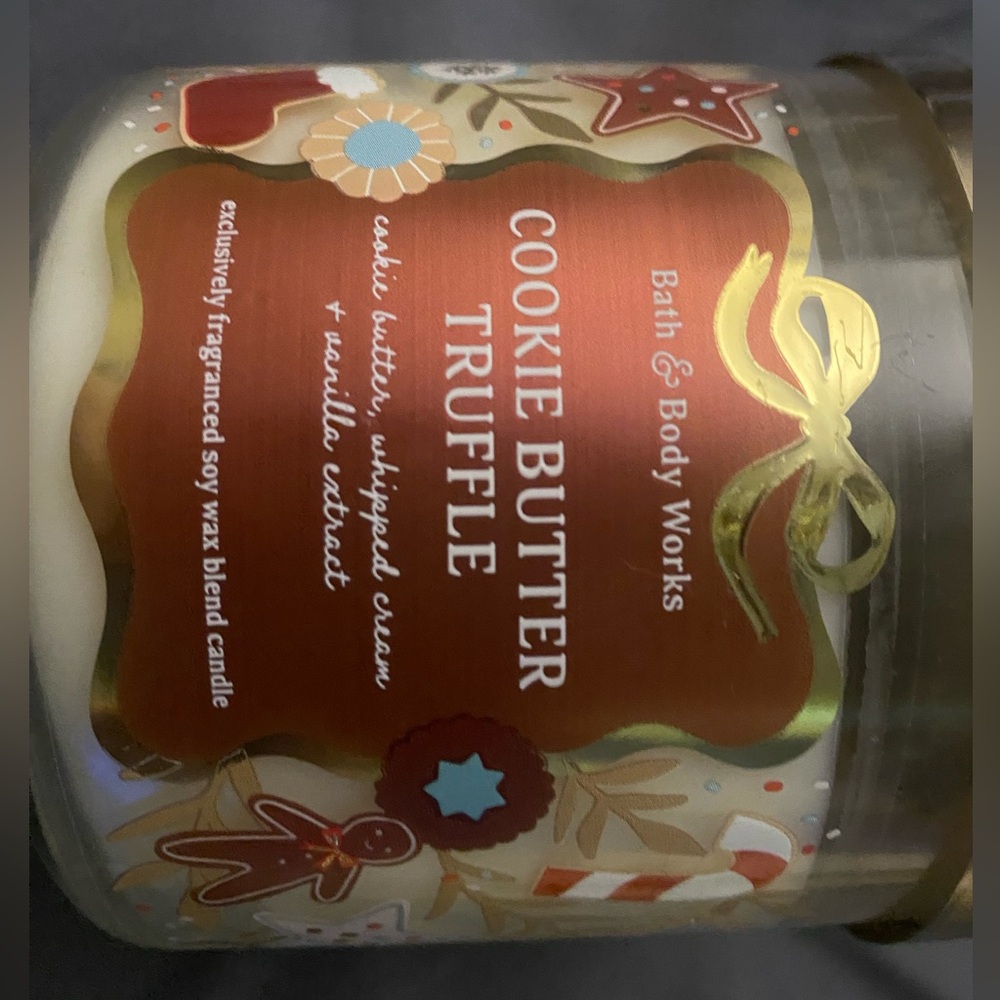 Bath & Body Works
COOKIE BUTTER
TRUFFLE
cookie butter, whipped cream
+ vanilla extract
exclusively fragranced soy wax blend candle